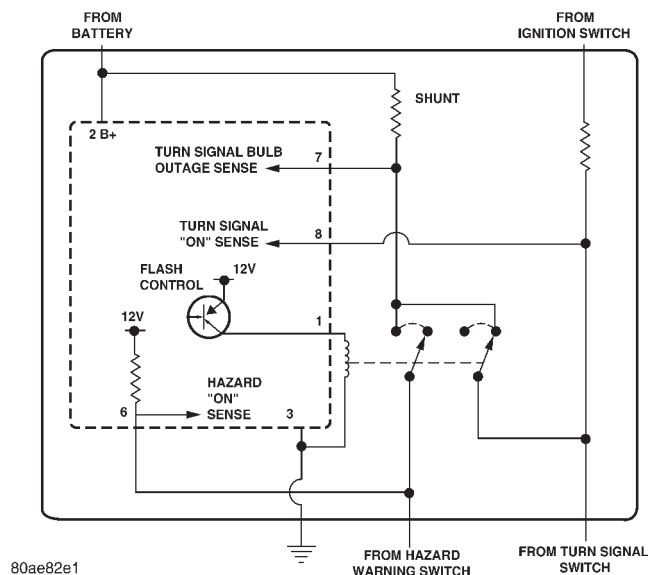 FROM
BATTERY
FROM
IGNITION SWITCH
SHUNT
2 B+
TURN SIGNAL BULB
OUTAGE SENSE
7
TURN SIGNAL
"ON" SENSE
8
FLASH
CONTROL
12V
12V
1
HAZARD
"ON"
SENSE
6
3
FROM HAZARD
WARNING SWITCH
FROM TURN SIGNAL
SWITCH
80ae82e1